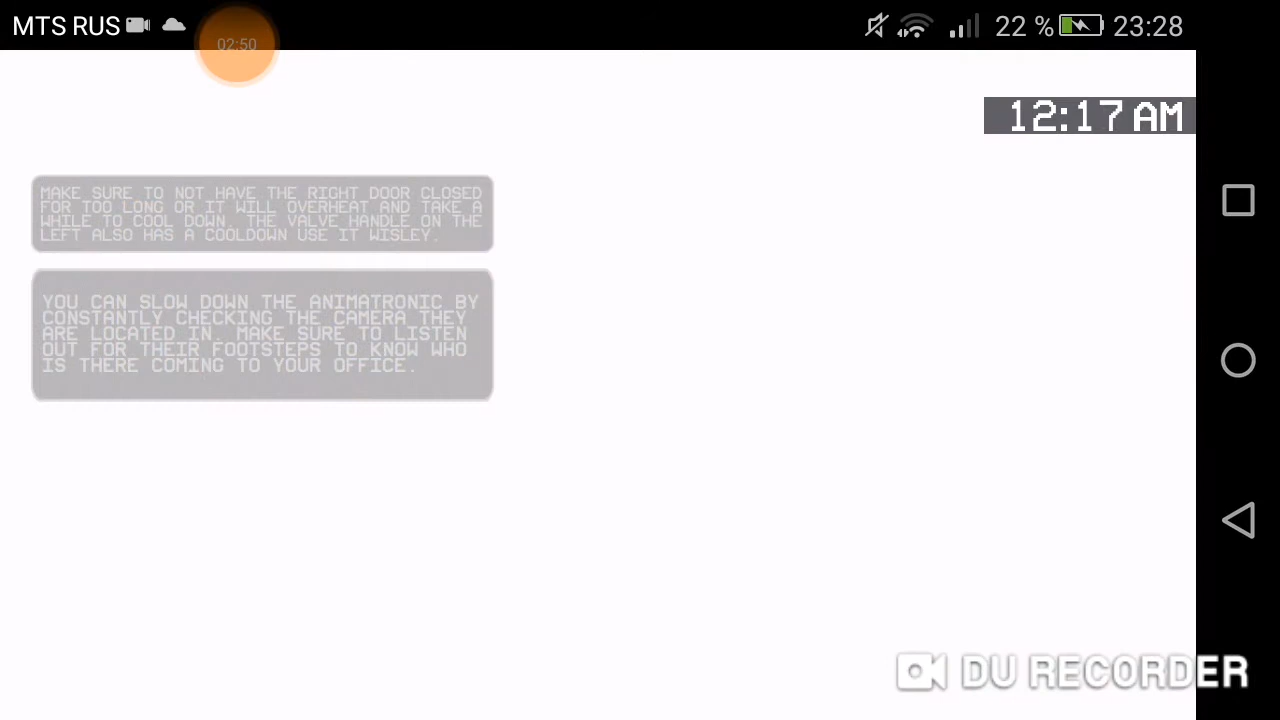 MTS RUS 02:50 22 % 23:28
12:17 AM
MAKE SURE TO NOT HAVE THE RIGHT DOOR CLOSED
FOR TOO LONG OR IT WILL OVERHEAT AND TAKE A
WHILE TO COOL DOWN. THE VALVE HANDLE ON THE
LEFT ALSO HAS A COOLDOWN USE IT WISLEY.
YOU CAN SLOW DOWN THE ANIMATRONIC BY
CONSTANTLY CHECKING THE CAMERA THEY
ARE LOCATED IN. MAKE SURE TO LISTEN
OUT FOR THEIR FOOTSTEPS TO KNOW WHO
IS THERE COMING TO YOUR OFFICE.
DU RECORDER